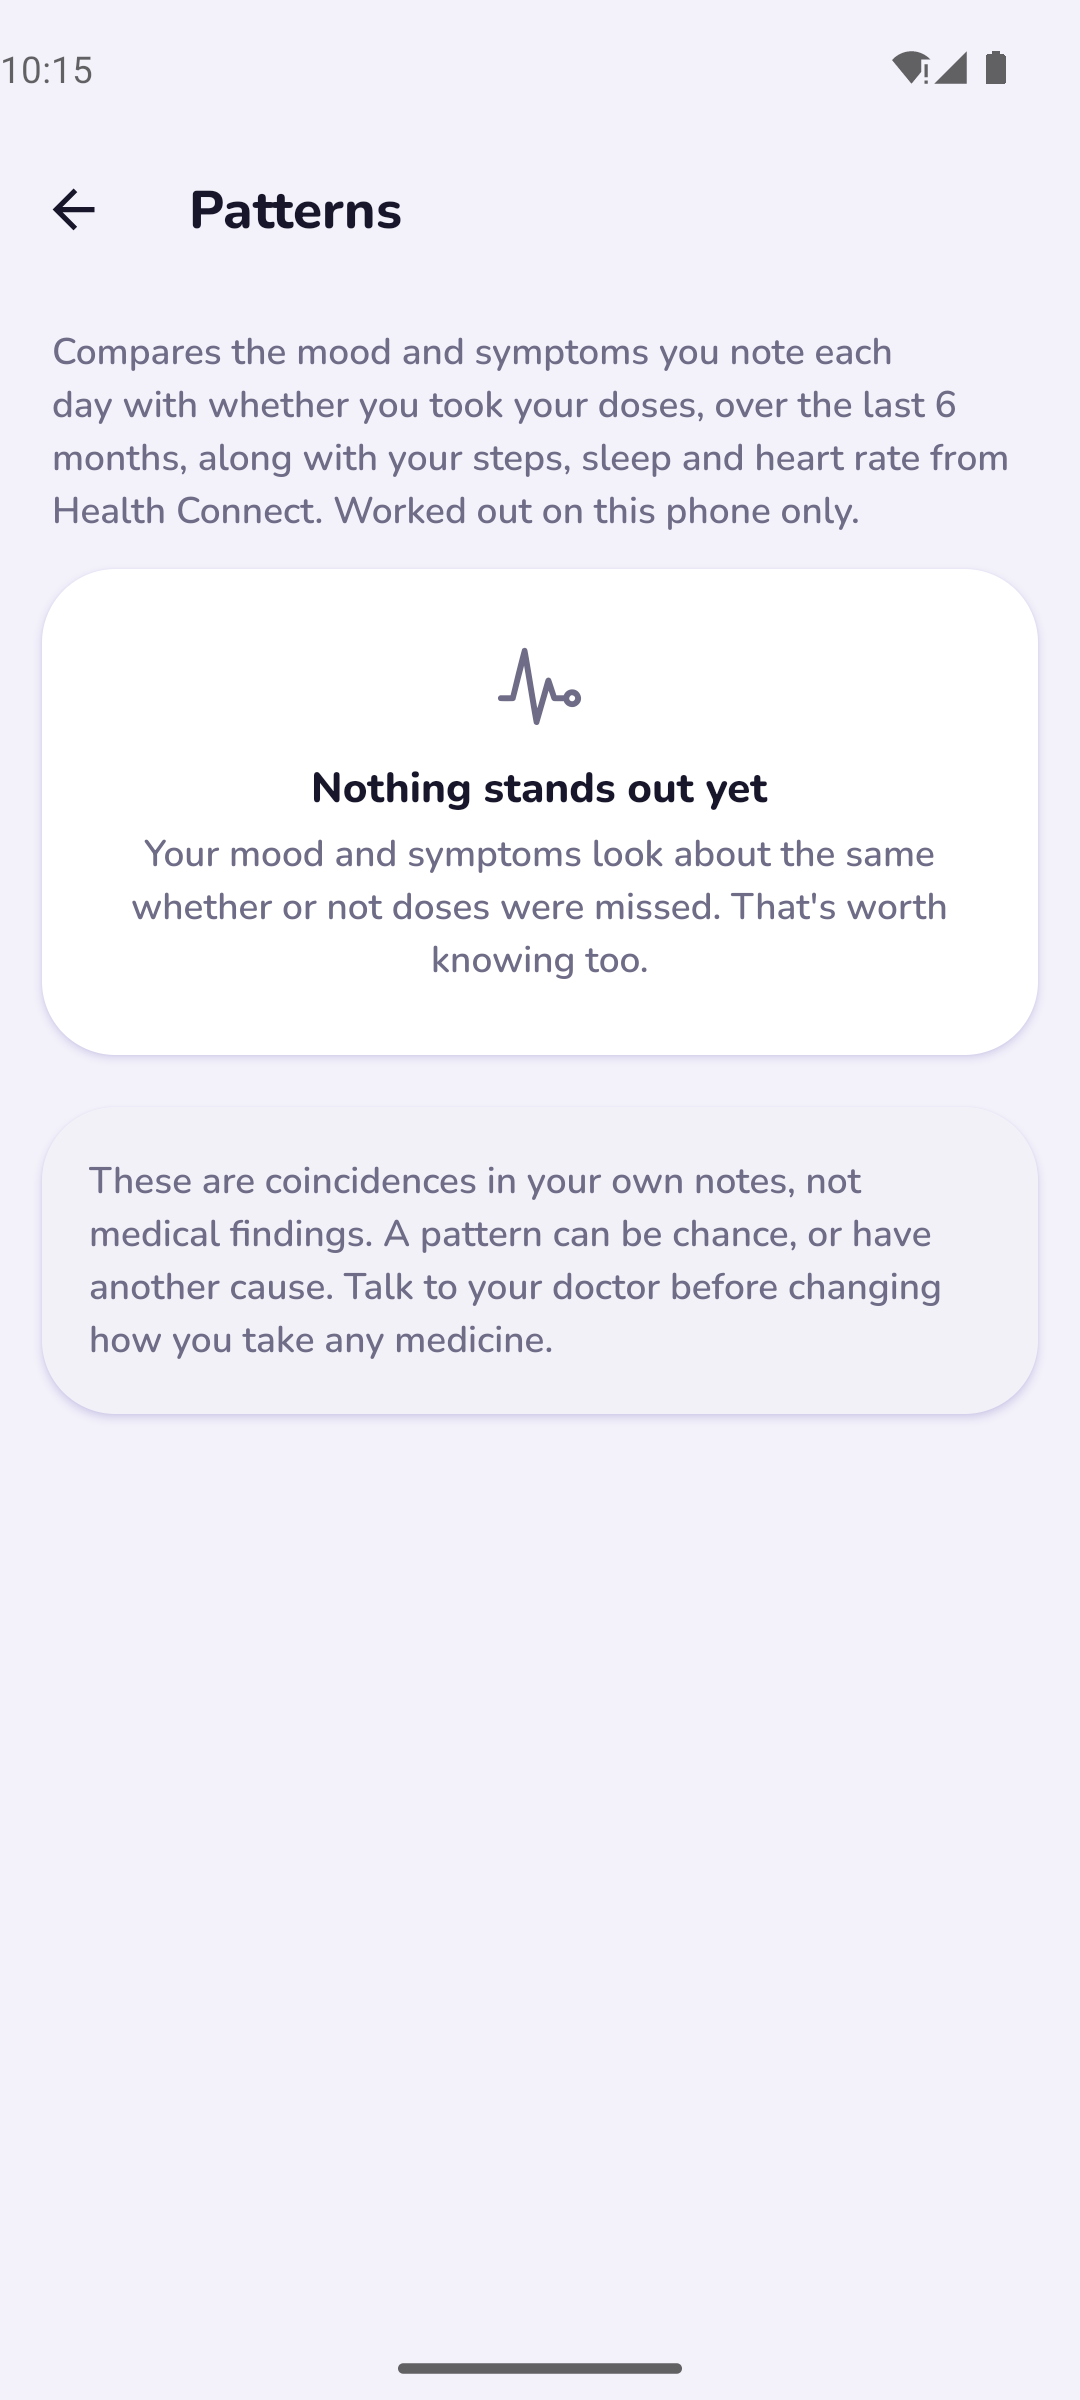 10:15
Patterns
Compares the mood and symptoms you note each
day with whether you took your doses, over the last 6
months, along with your steps, sleep and heart rate from
Health Connect. Worked out on this phone only.
Nothing stands out yet
Your mood and symptoms look about the same
whether or not doses were missed. That's worth
knowing too.
These are coincidences in your own notes, not
medical findings. A pattern can be chance, or have
another cause. Talk to your doctor before changing
how you take any medicine.